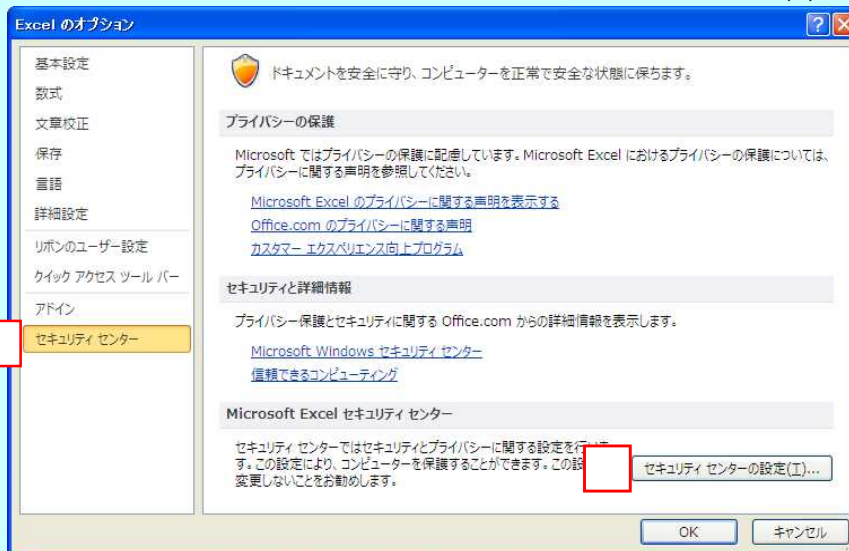 Excel のオプション
基本設定
数式
文章校正
保存
言語
詳細設定
リボンのユーザー設定
クイック アクセス ツール バー
アドイン
セキュリティ センター
ドキュメントを安全に守り、コンピューターを正常で安全な状態に保ちます。
プライバシーの保護
Microsoft ではプライバシーの保護に配慮しています。Microsoft Excel におけるプライバシーの保護については、
プライバシーに関する声明を参照してください。
Microsoft Excel のプライバシーに関する声明を表示する
Office.com のプライバシーに関する声明
カスタマー エクスペリエンス向上プログラム
セキュリティと詳細情報
プライバシー保護とセキュリティに関する Office.com からの詳細情報を表示します。
Microsoft Windows セキュリティ センター
信頼できるコンピューティング
Microsoft Excel セキュリティ センター
セキュリティ センターではセキュリティとプライバシーに関する設定を行い
す。この設定により、コンピューターを保護することができます。この設
変更しないことをお勧めします。
セキュリティ センターの設定(T)...
OK
キャンセル